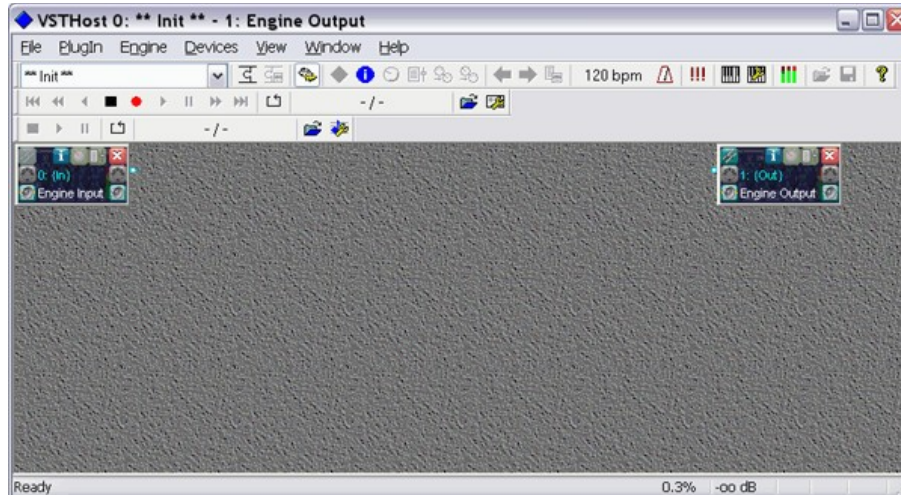 VSTHost 0: ** Init ** - 1: Engine Output
File PlugIn Engine Devices View Window Help
** Init ** 120 bpm !!! ?
- / -
- / -
0: {In}
Engine Input
1: {Out}
Engine Output
Ready 0.3% -oo dB